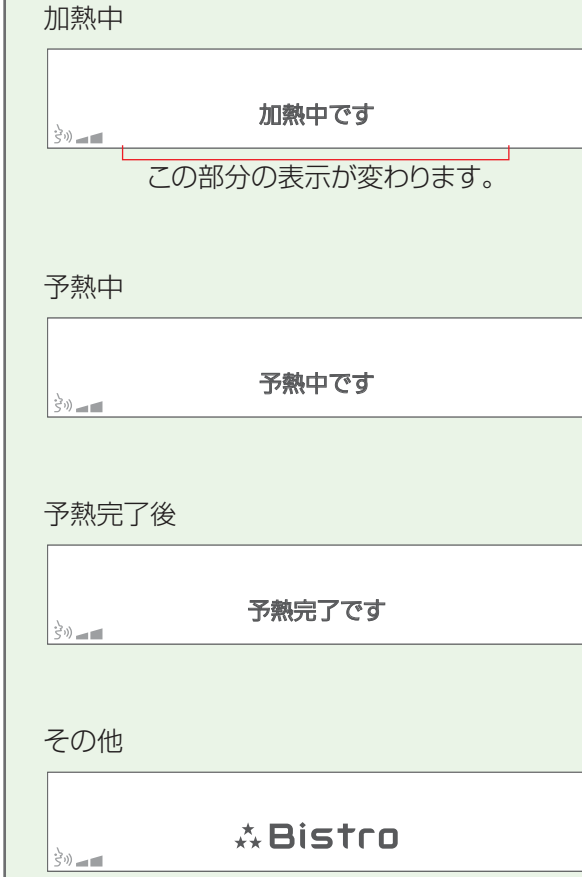 加熱中
加熱中です
この部分の表示が変わります。
予熱中
予熱中です
予熱完了後
予熱完了です
その他
Bistro